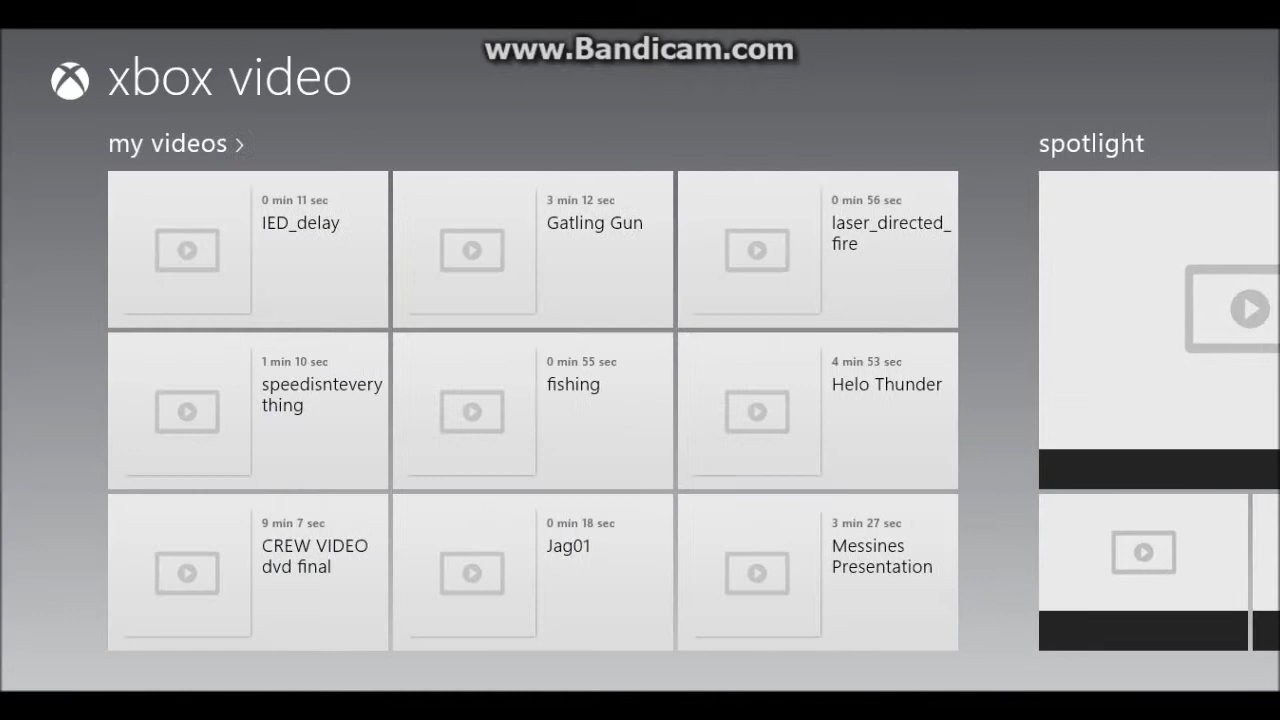 www.Bandicam.com
xbox video
my videos >
spotlight
0 min 11 sec
IED_delay
3 min 12 sec
Gatling Gun
0 min 56 sec
laser_directed_
fire
1 min 10 sec
speedisntevery
thing
0 min 55 sec
fishing
4 min 53 sec
Helo Thunder
9 min 7 sec
CREW VIDEO
dvd final
0 min 18 sec
Jag01
3 min 27 sec
Messines
Presentation